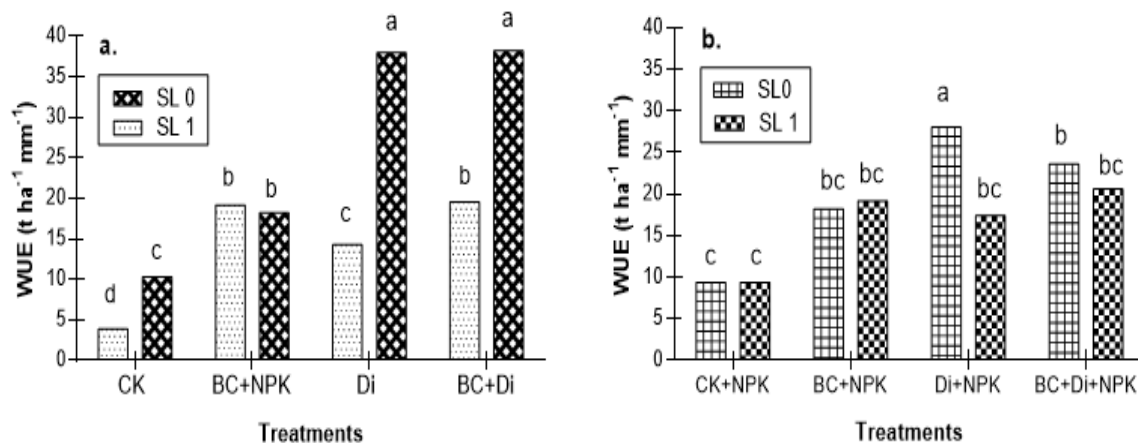 a.
SL 0
SL 1
WUE (t ha⁻¹ mm⁻¹)
40
35
30
25
20
15
10
5
0
d c b b c a b a
CK BC+NPK Di BC+Di
Treatments
b.
SL0
SL 1
WUE (t ha⁻¹ mm⁻¹)
40
35
30
25
20
15
10
5
0
c c bc bc a bc b bc
CK+NPK BC+NPK Di+NPK BC+Di+NPK
Treatments